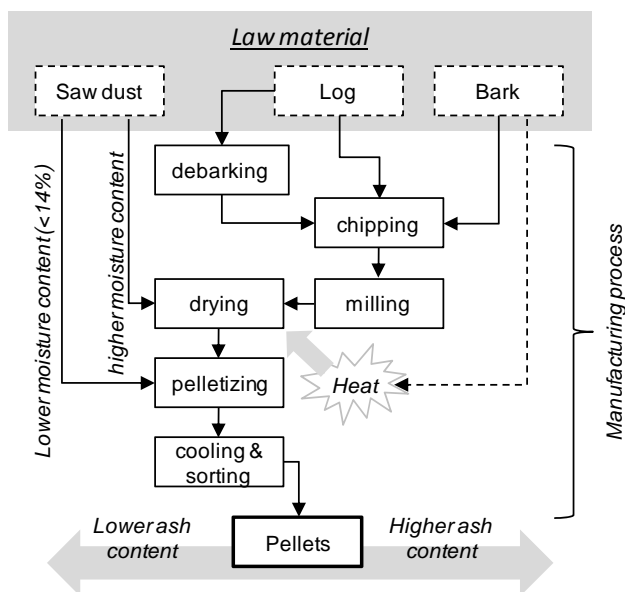 Law material
Saw dust
Log
Bark
debarking
chipping
drying
milling
pelletizing
Heat
cooling &
sorting
Pellets
Lower moisture content (<14%)
higher moisture content
Manufacturing process
Lower ash
content
Higher ash
content